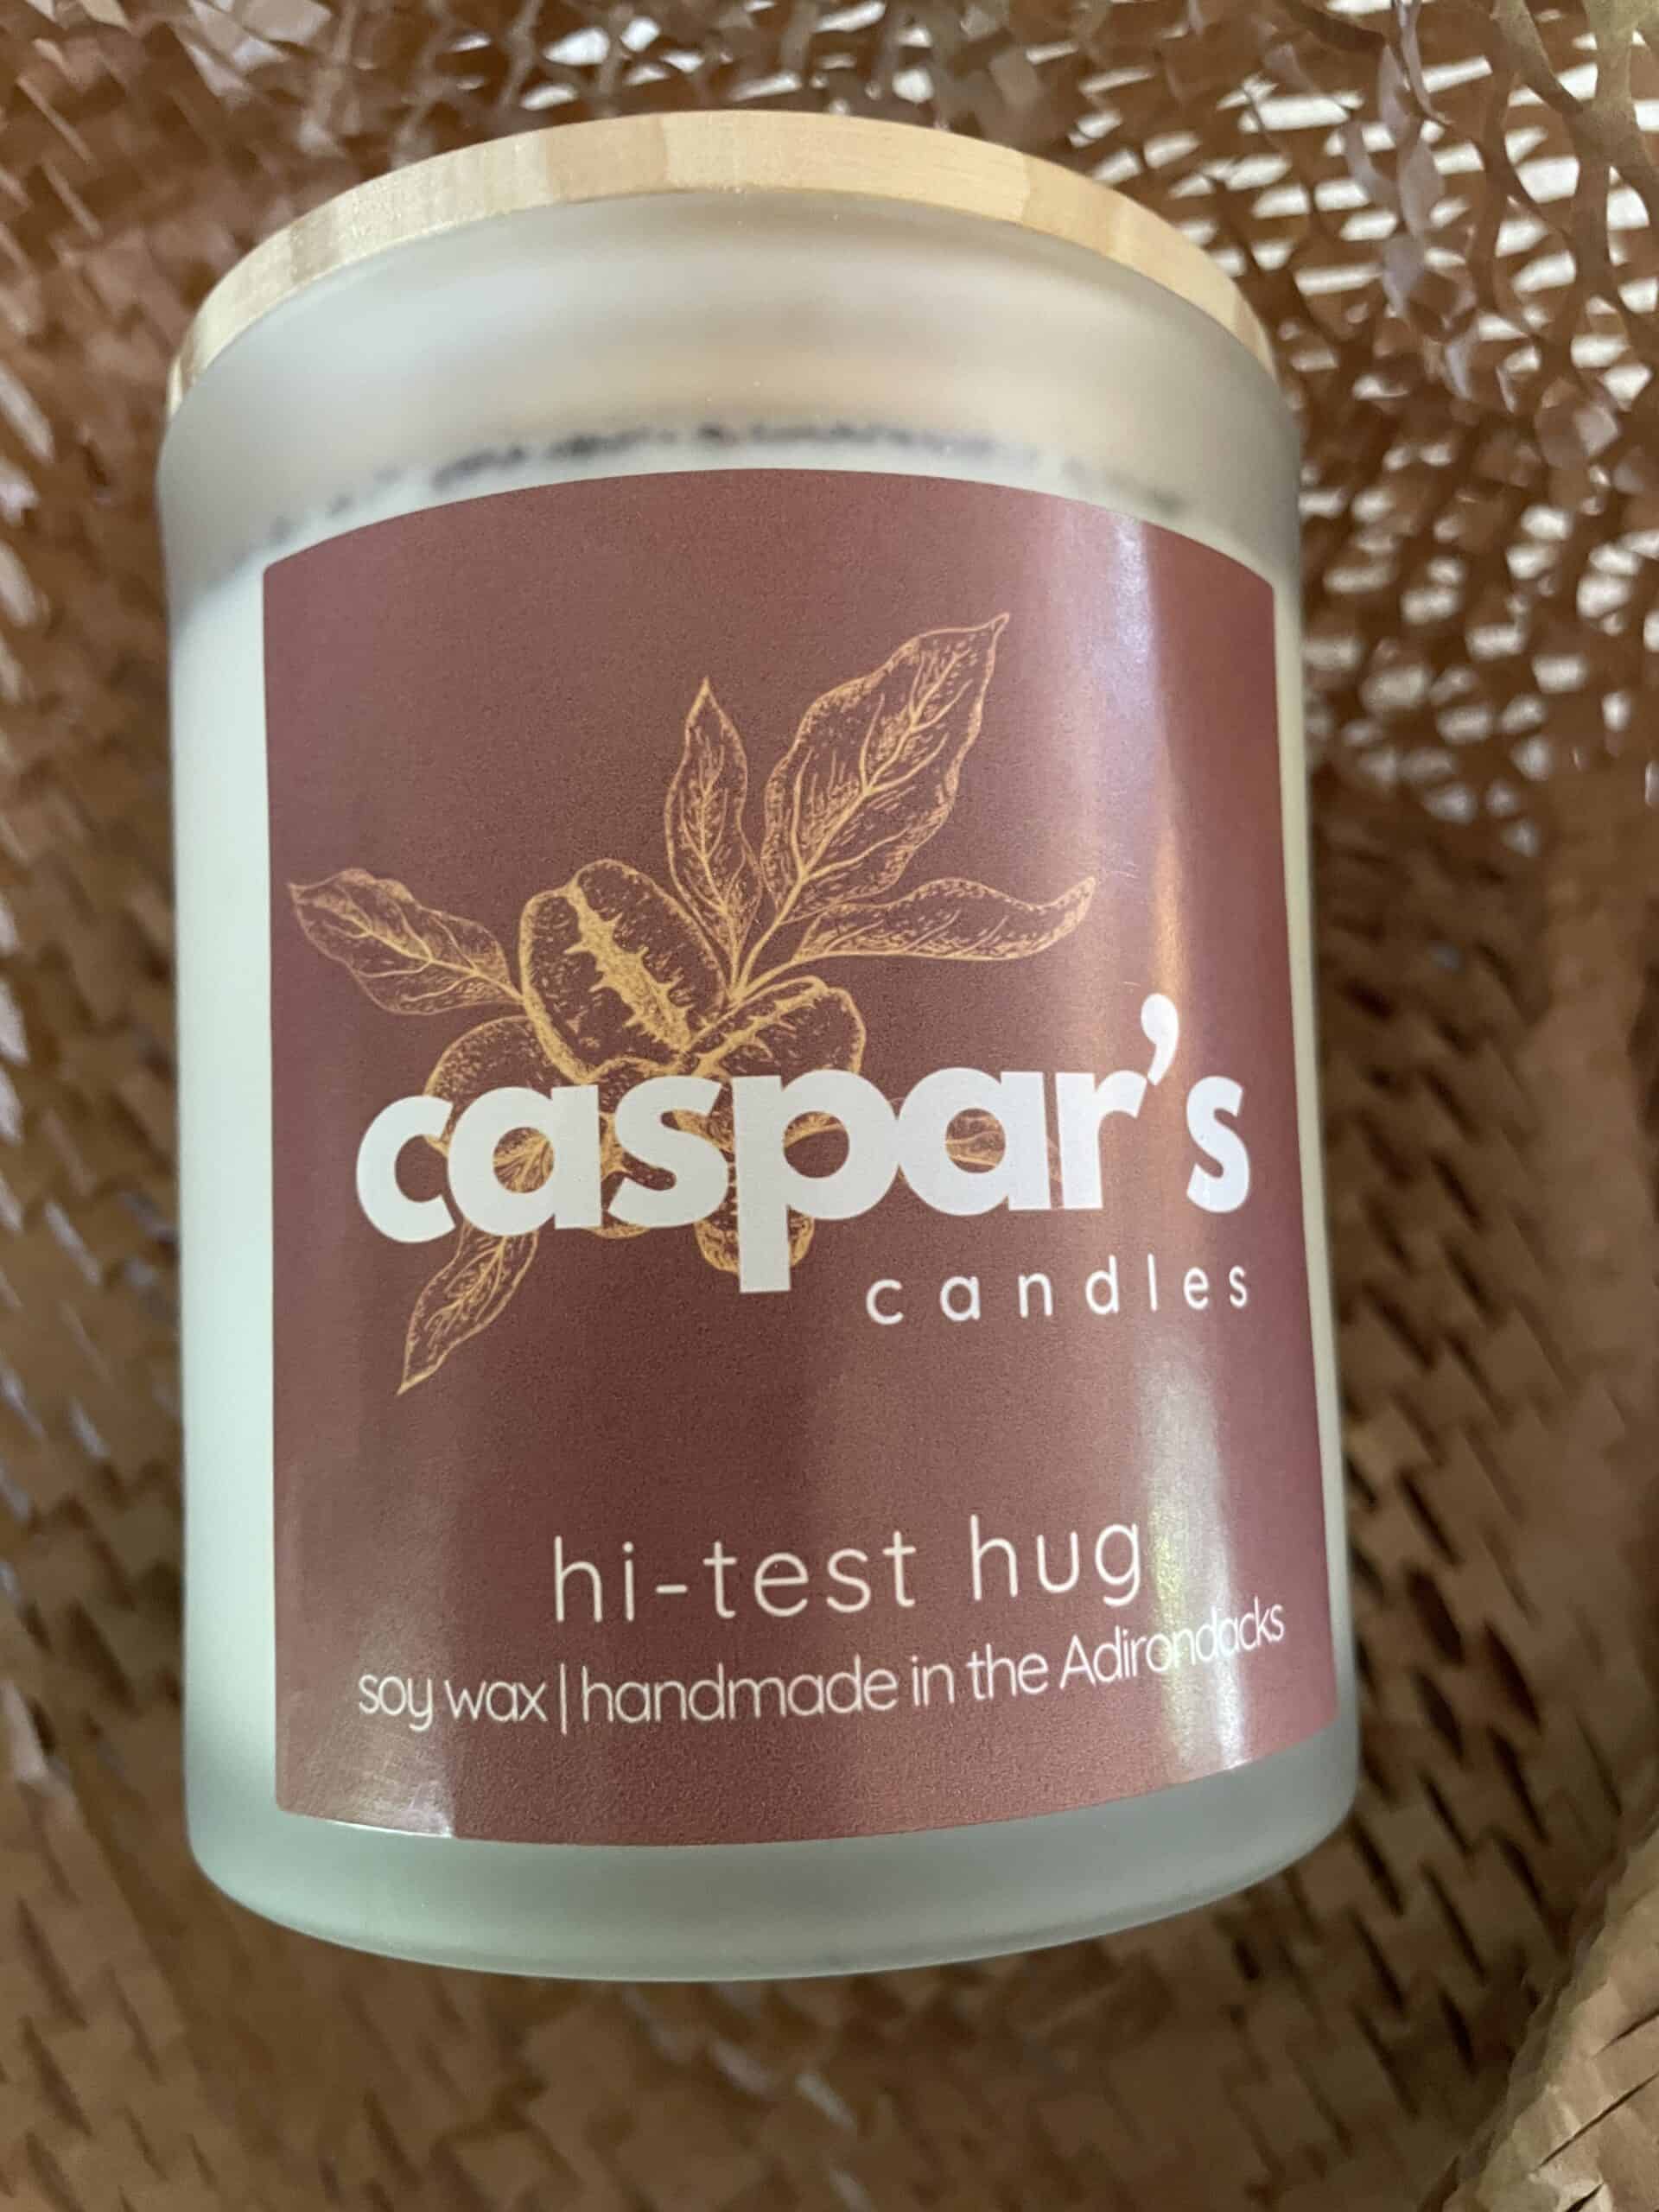 caspar's
candles
hi-test hug
soy wax | handmade in the Adirondacks